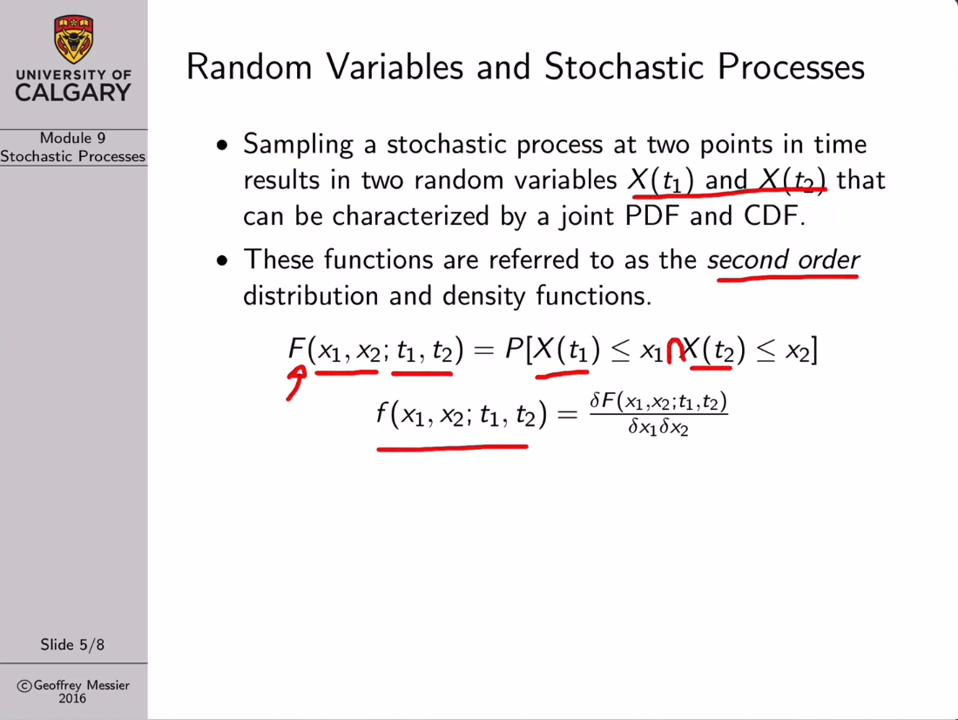 UNIVERSITY OF
CALGARY
Module 9
Stochastic Processes
Random Variables and Stochastic Processes
• Sampling a stochastic process at two points in time
results in two random variables X(t₁) and X(t₂) that
can be characterized by a joint PDF and CDF.
• These functions are referred to as the second order
distribution and density functions.
F(x₁, x₂; t₁, t₂) = P[X(t₁) ≤ x₁ ∩ X(t₂) ≤ x₂]
f(x₁, x₂; t₁, t₂) = δF(x₁,x₂;t₁,t₂)
δx₁δx₂
Slide 5/8
©Geoffrey Messier
2016